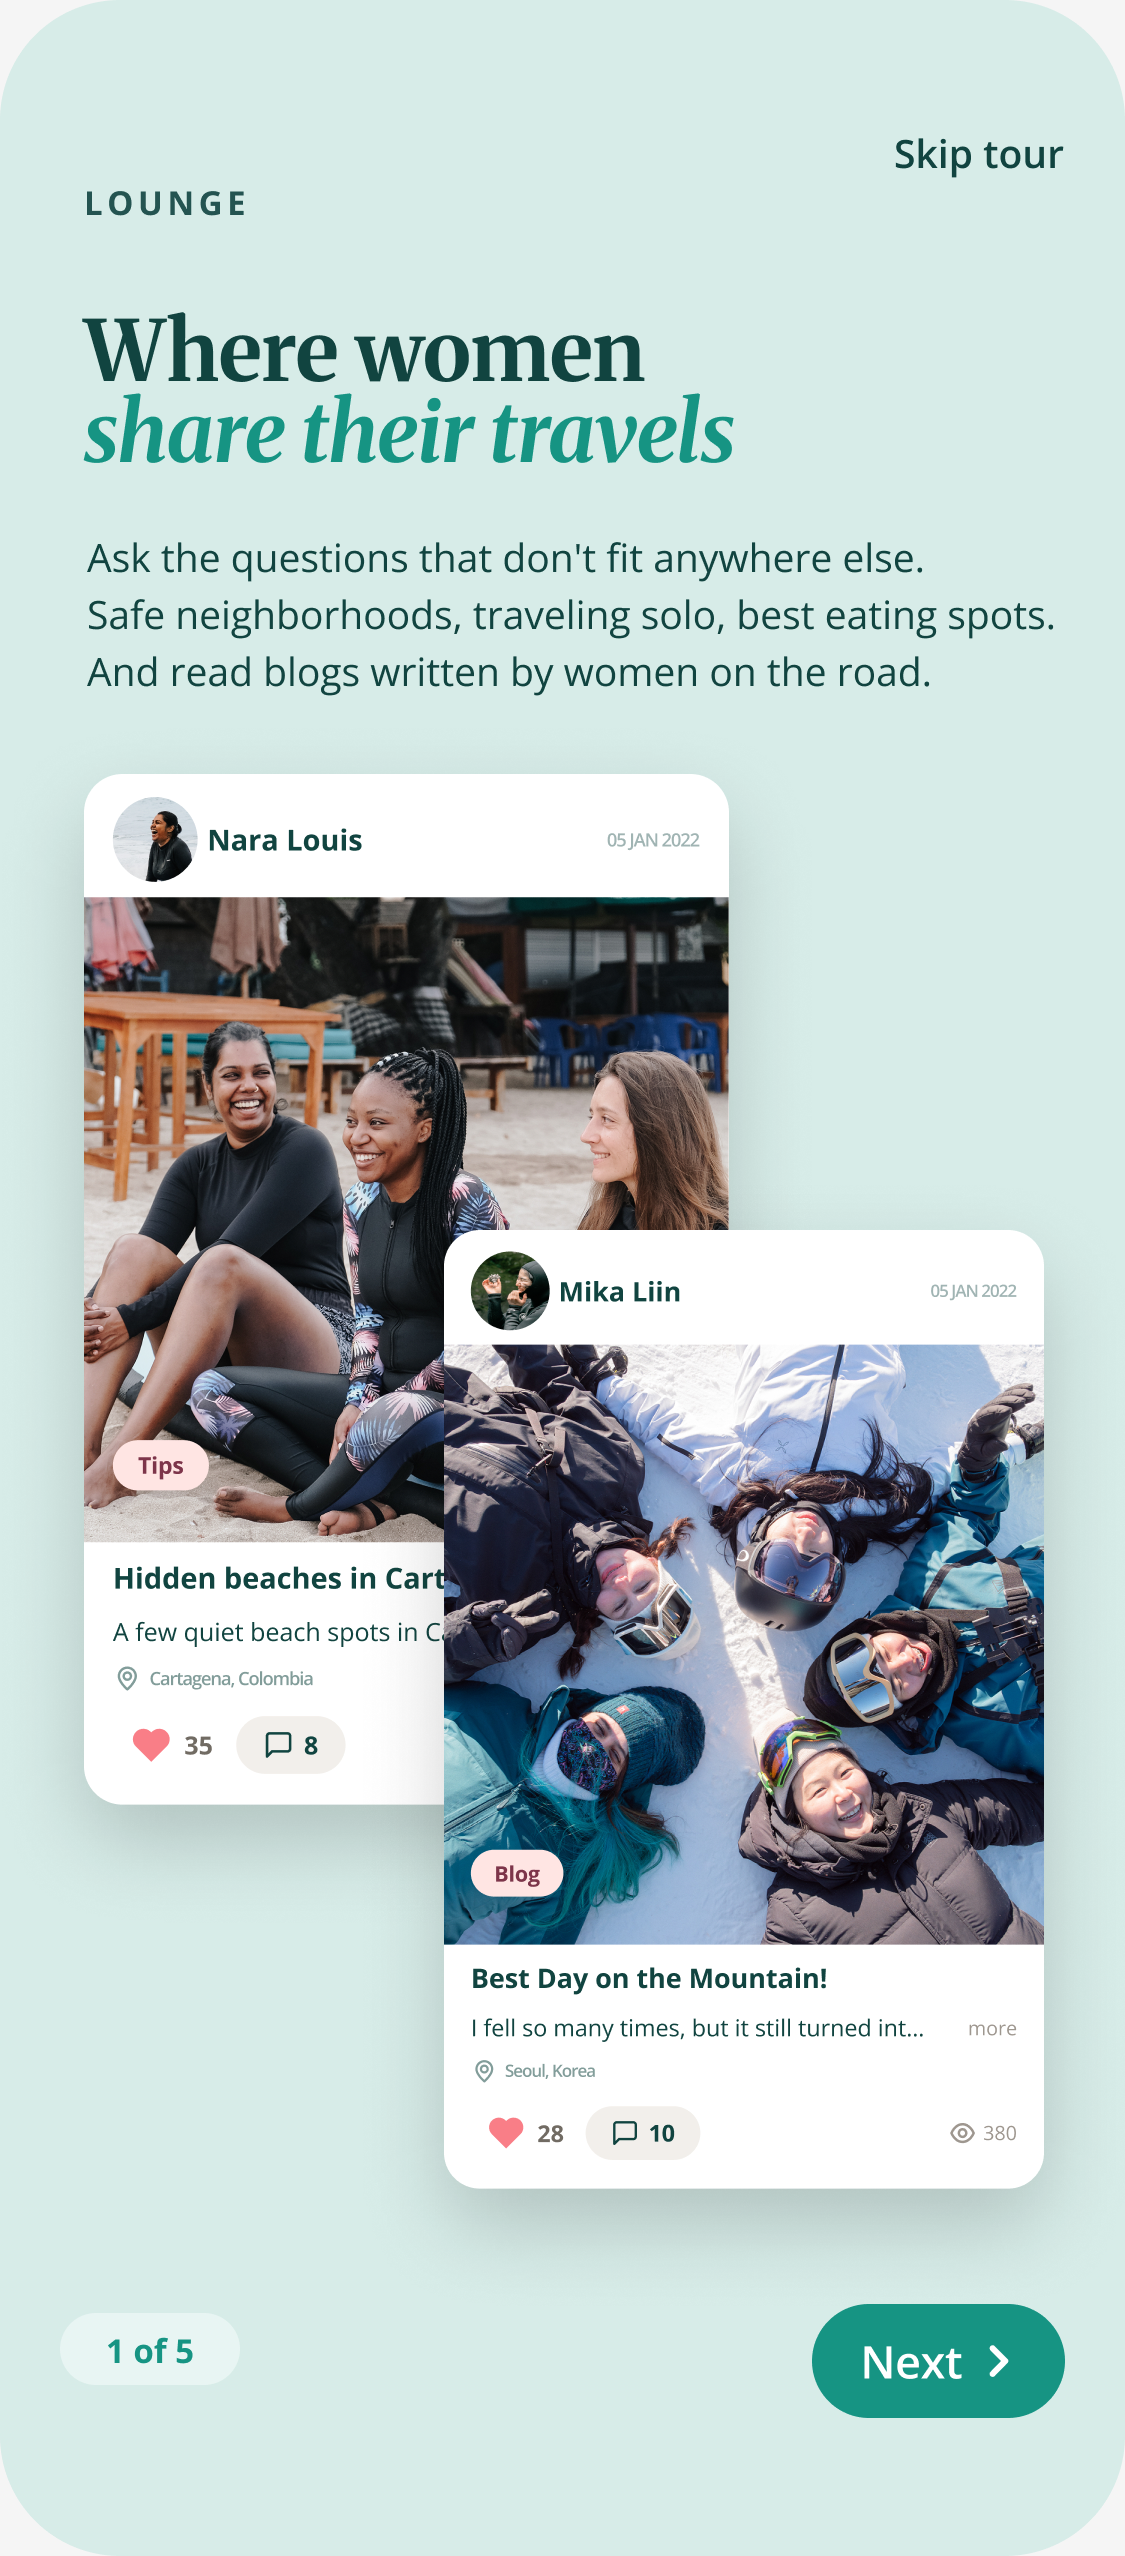 Skip tour
LOUNGE
Where women
share their travels
Ask the questions that don't fit anywhere else.
Safe neighborhoods, traveling solo, best eating spots.
And read blogs written by women on the road.
Nara Louis
05 JAN 2022
Tips
Hidden beaches in Cart
A few quiet beach spots in Ca
Cartagena, Colombia
35
8
Mika Liin
05 JAN 2022
Blog
Best Day on the Mountain!
I fell so many times, but it still turned int... more
Seoul, Korea
28
10
380
1 of 5
Next